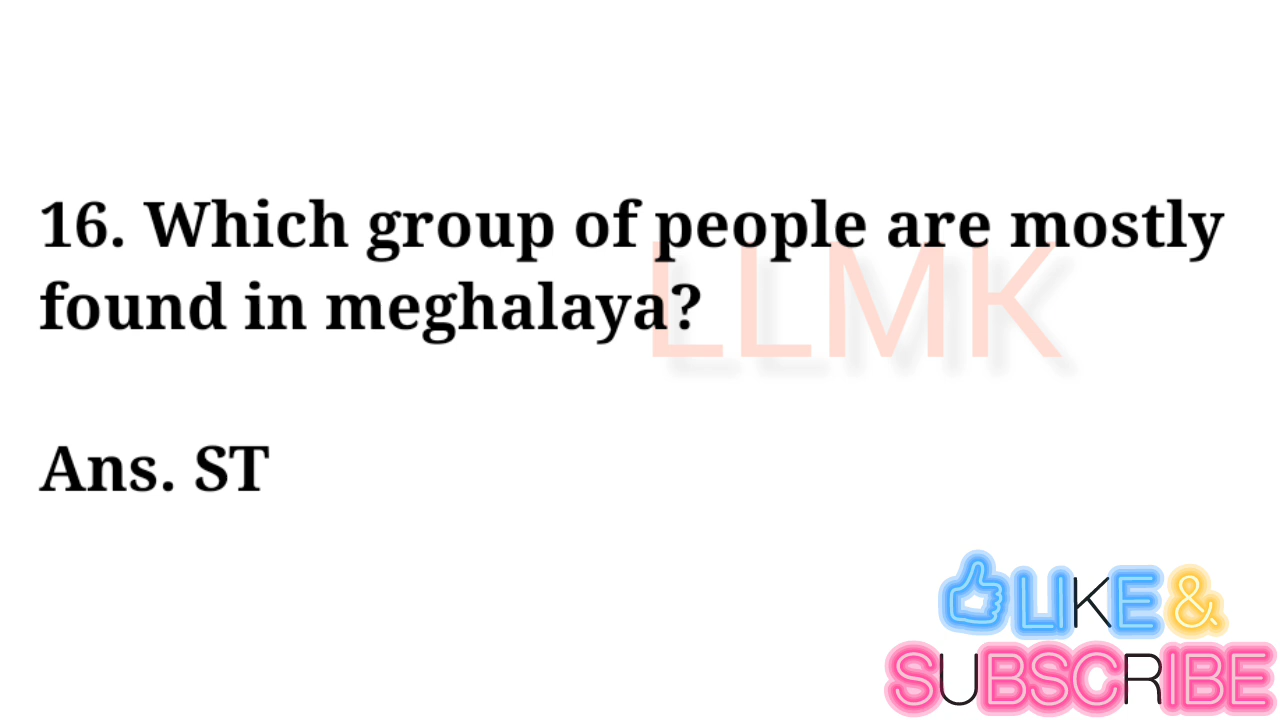 16. Which group of people are mostly
found in meghalaya?
LLMK
Ans. ST
LIKE &
SUBSCRIBE